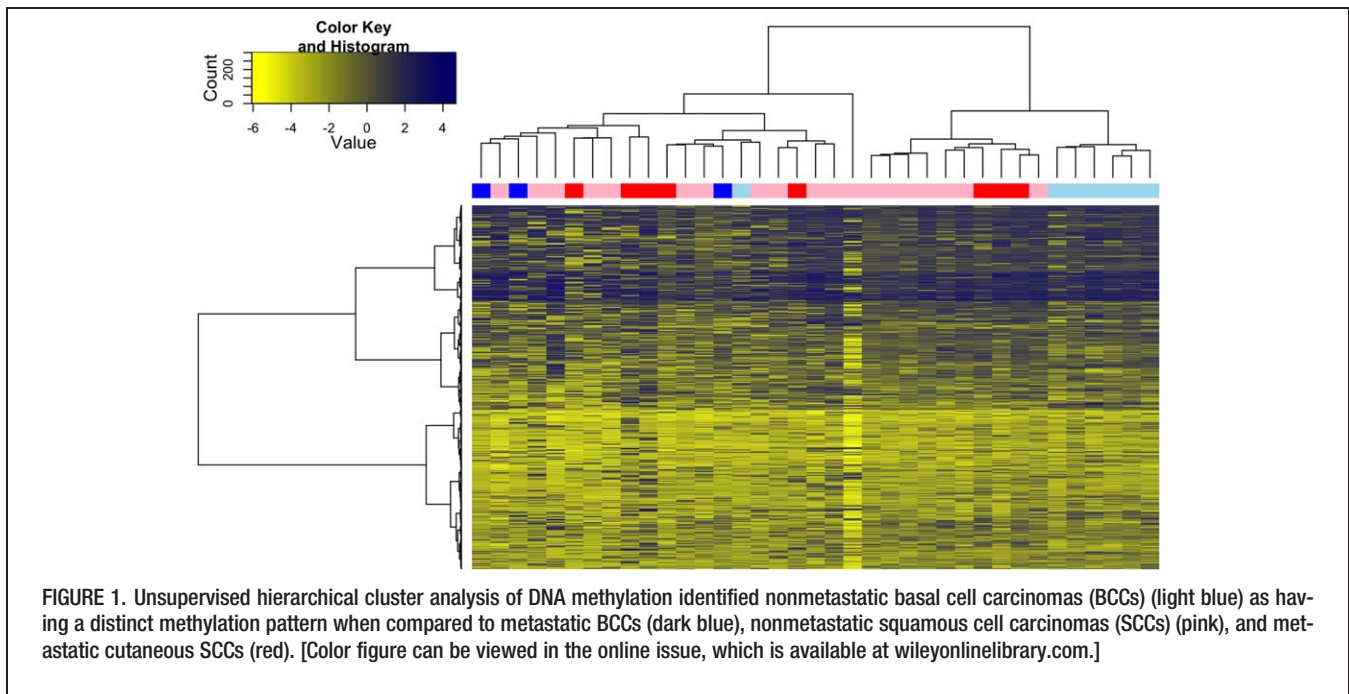 Color Key
and Histogram
Count
0 200
-6 -4 -2 0 2 4
Value
FIGURE 1. Unsupervised hierarchical cluster analysis of DNA methylation identified nonmetastatic basal cell carcinomas (BCCs) (light blue) as hav-
ing a distinct methylation pattern when compared to metastatic BCCs (dark blue), nonmetastatic squamous cell carcinomas (SCCs) (pink), and met-
astatic cutaneous SCCs (red). [Color figure can be viewed in the online issue, which is available at wileyonlinelibrary.com.]